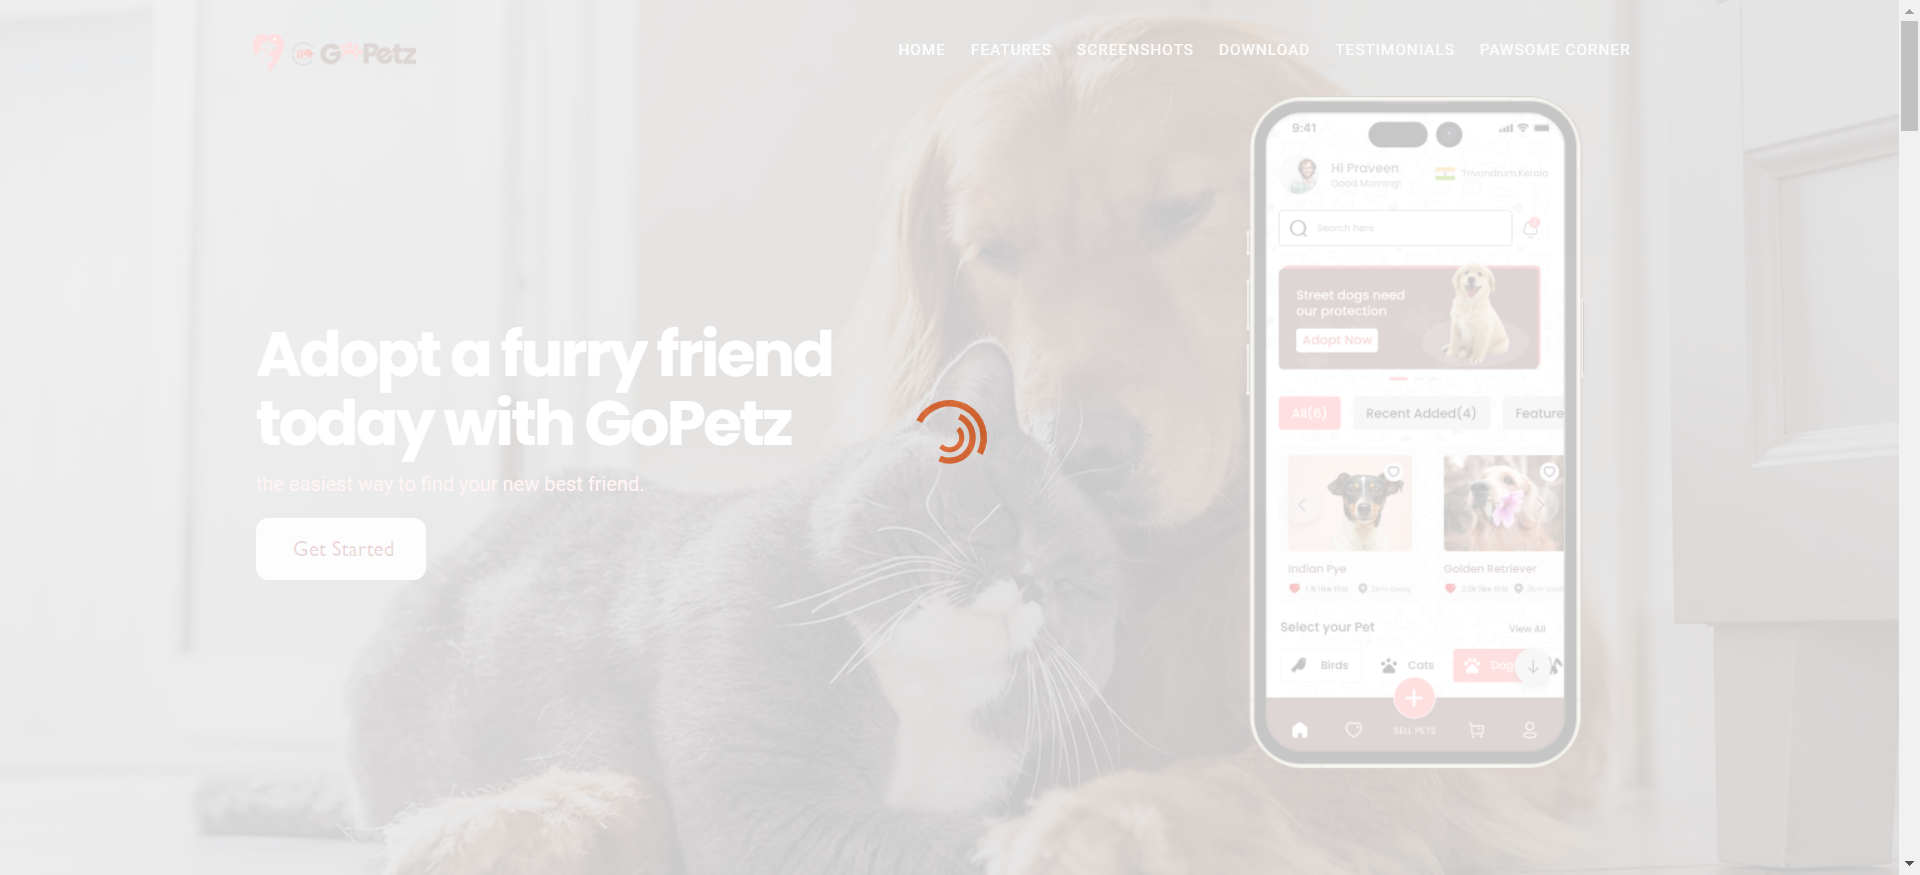 GoPetz
HOME FEATURES SCREENSHOTS DOWNLOAD TESTIMONIALS PAWSOME CORNER
Adopt a furry friend
today with GoPetz
the easiest way to find your new best friend.
Get Started
9:41
Hi Praveen
Good Morning!
Trivandrum,Kerala
Search here
Street dogs need
our protection
Adopt Now
All(6) Recent Added(4) Feature
Indian Pye
1.1k like this 2km away
Golden Retriever
2.5k like this 2km away
Select your Pet
View All
Birds Cats Dog
SELL PETS